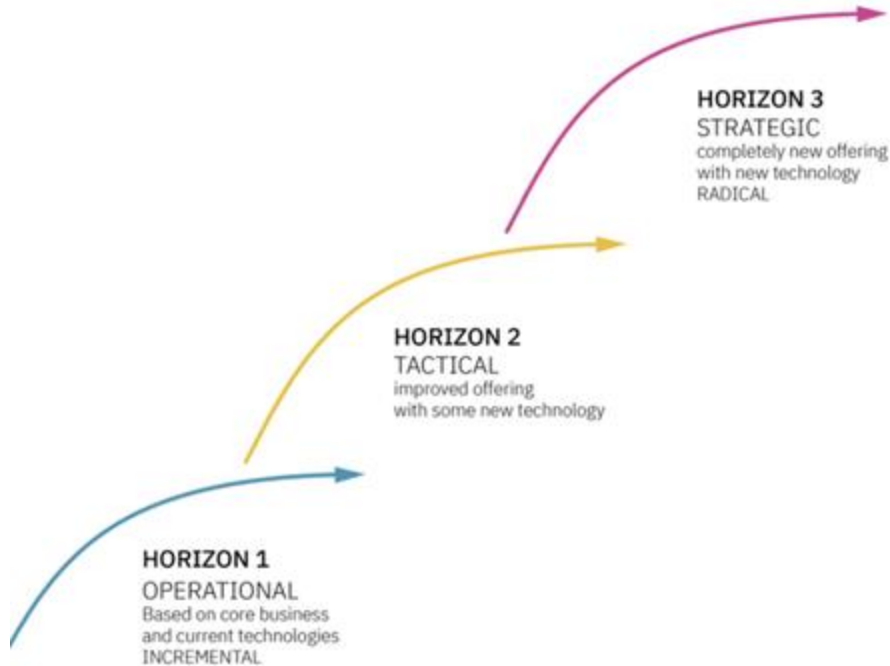 HORIZON 3
STRATEGIC
completely new offering
with new technology
RADICAL
HORIZON 2
TACTICAL
improved offering
with some new technology
HORIZON 1
OPERATIONAL
Based on core business
and current technologies
INCREMENTAL